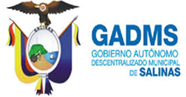 GADMS
GOBIERNO AUTÓNOMO
DESCENTRALIZADO MUNICIPAL
DE SALINAS